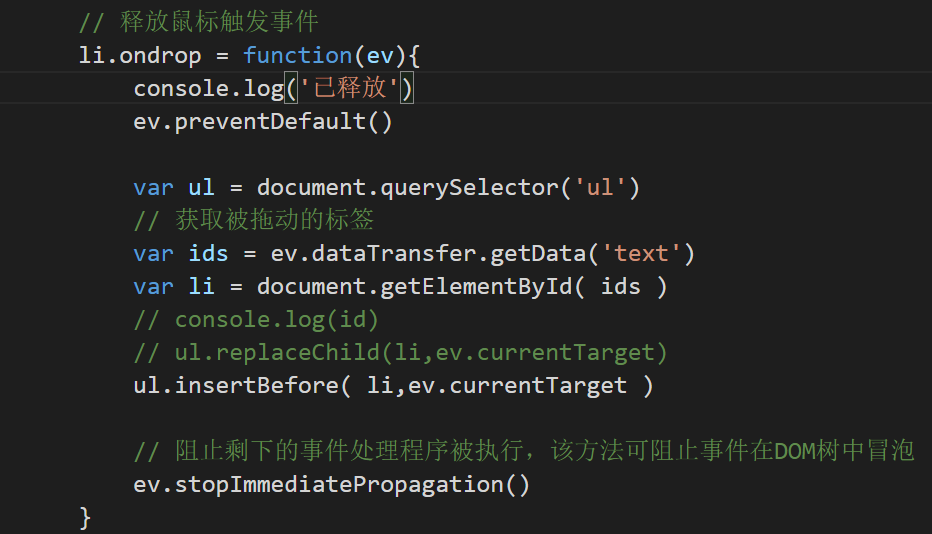 // 释放鼠标触发事件
li.ondrop = function(ev){
console.log('已释放')
ev.preventDefault()
var ul = document.querySelector('ul')
// 获取被拖动的标签
var ids = ev.dataTransfer.getData('text')
var li = document.getElementById( ids )
// console.log(id)
// ul.replaceChild(li,ev.currentTarget)
ul.insertBefore( li,ev.currentTarget )
// 阻止剩下的事件处理程序被执行，该方法可阻止事件在DOM树中冒泡
ev.stopImmediatePropagation()
}